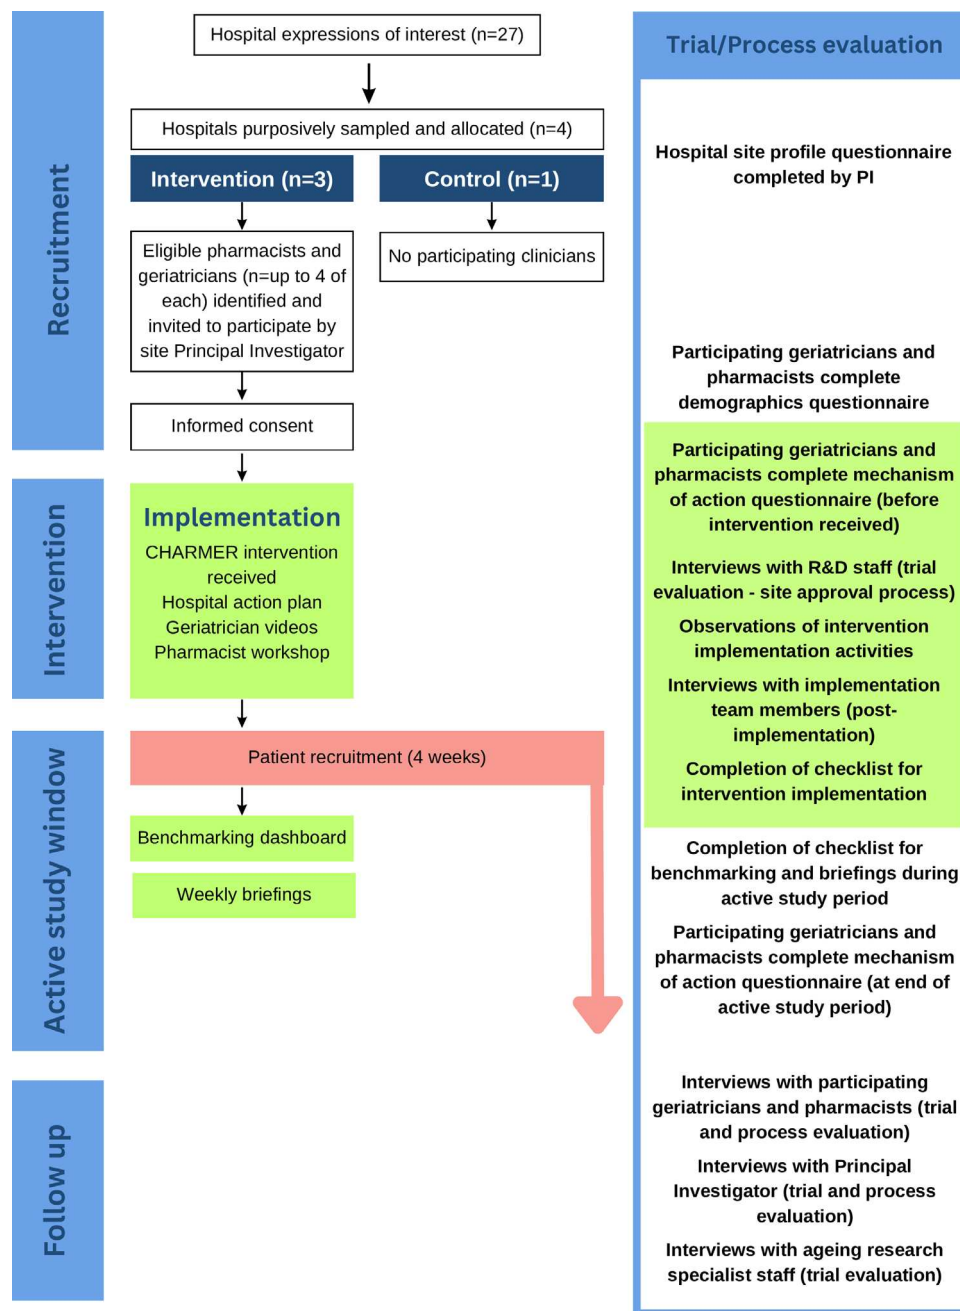 Recruitment
Hospital expressions of interest (n=27)
Hospitals purposively sampled and allocated (n=4)
Intervention (n=3)
Control (n=1)
Eligible pharmacists and
geriatricians (n=up to 4 of
each) identified and
invited to participate by
site Principal Investigator
No participating clinicians
Informed consent
Intervention
Implementation
CHARMER intervention
received
Hospital action plan
Geriatrician videos
Pharmacist workshop
Active study window
Patient recruitment (4 weeks)
Benchmarking dashboard
Weekly briefings
Follow up
Trial/Process evaluation
Hospital site profile questionnaire
completed by PI
Participating geriatricians and
pharmacists complete
demographics questionnaire
Participating geriatricians and
pharmacists complete mechanism
of action questionnaire (before
intervention received)
Interviews with R&D staff (trial
evaluation - site approval process)
Observations of intervention
implementation activities
Interviews with implementation
team members (post-
implementation)
Completion of checklist for
intervention implementation
Completion of checklist for
benchmarking and briefings during
active study period
Participating geriatricians and
pharmacists complete mechanism
of action questionnaire (at end of
active study period)
Interviews with participating
geriatricians and pharmacists (trial
and process evaluation)
Interviews with Principal
Investigator (trial and process
evaluation)
Interviews with ageing research
specialist staff (trial evaluation)